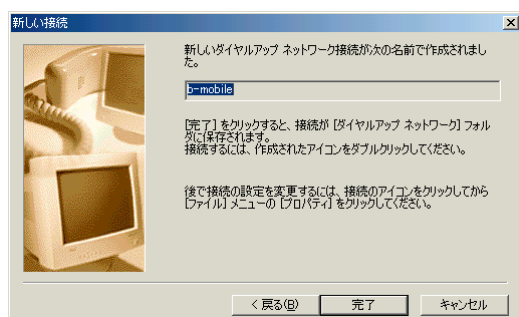 新しい接続
新しいダイヤルアップ ネットワーク接続が次の名前で作成されまし
た。
b-mobile
[完了] をクリックすると、接続が [ダイヤルアップ ネットワーク] フォル
ダに保存されます。
接続するには、作成されたアイコンをダブルクリックしてください。
後で接続の設定を変更するには、接続のアイコンをクリックしてから
[ファイル] メニューの [プロパティ] をクリックしてください。
< 戻る(B)
完了
キャンセル